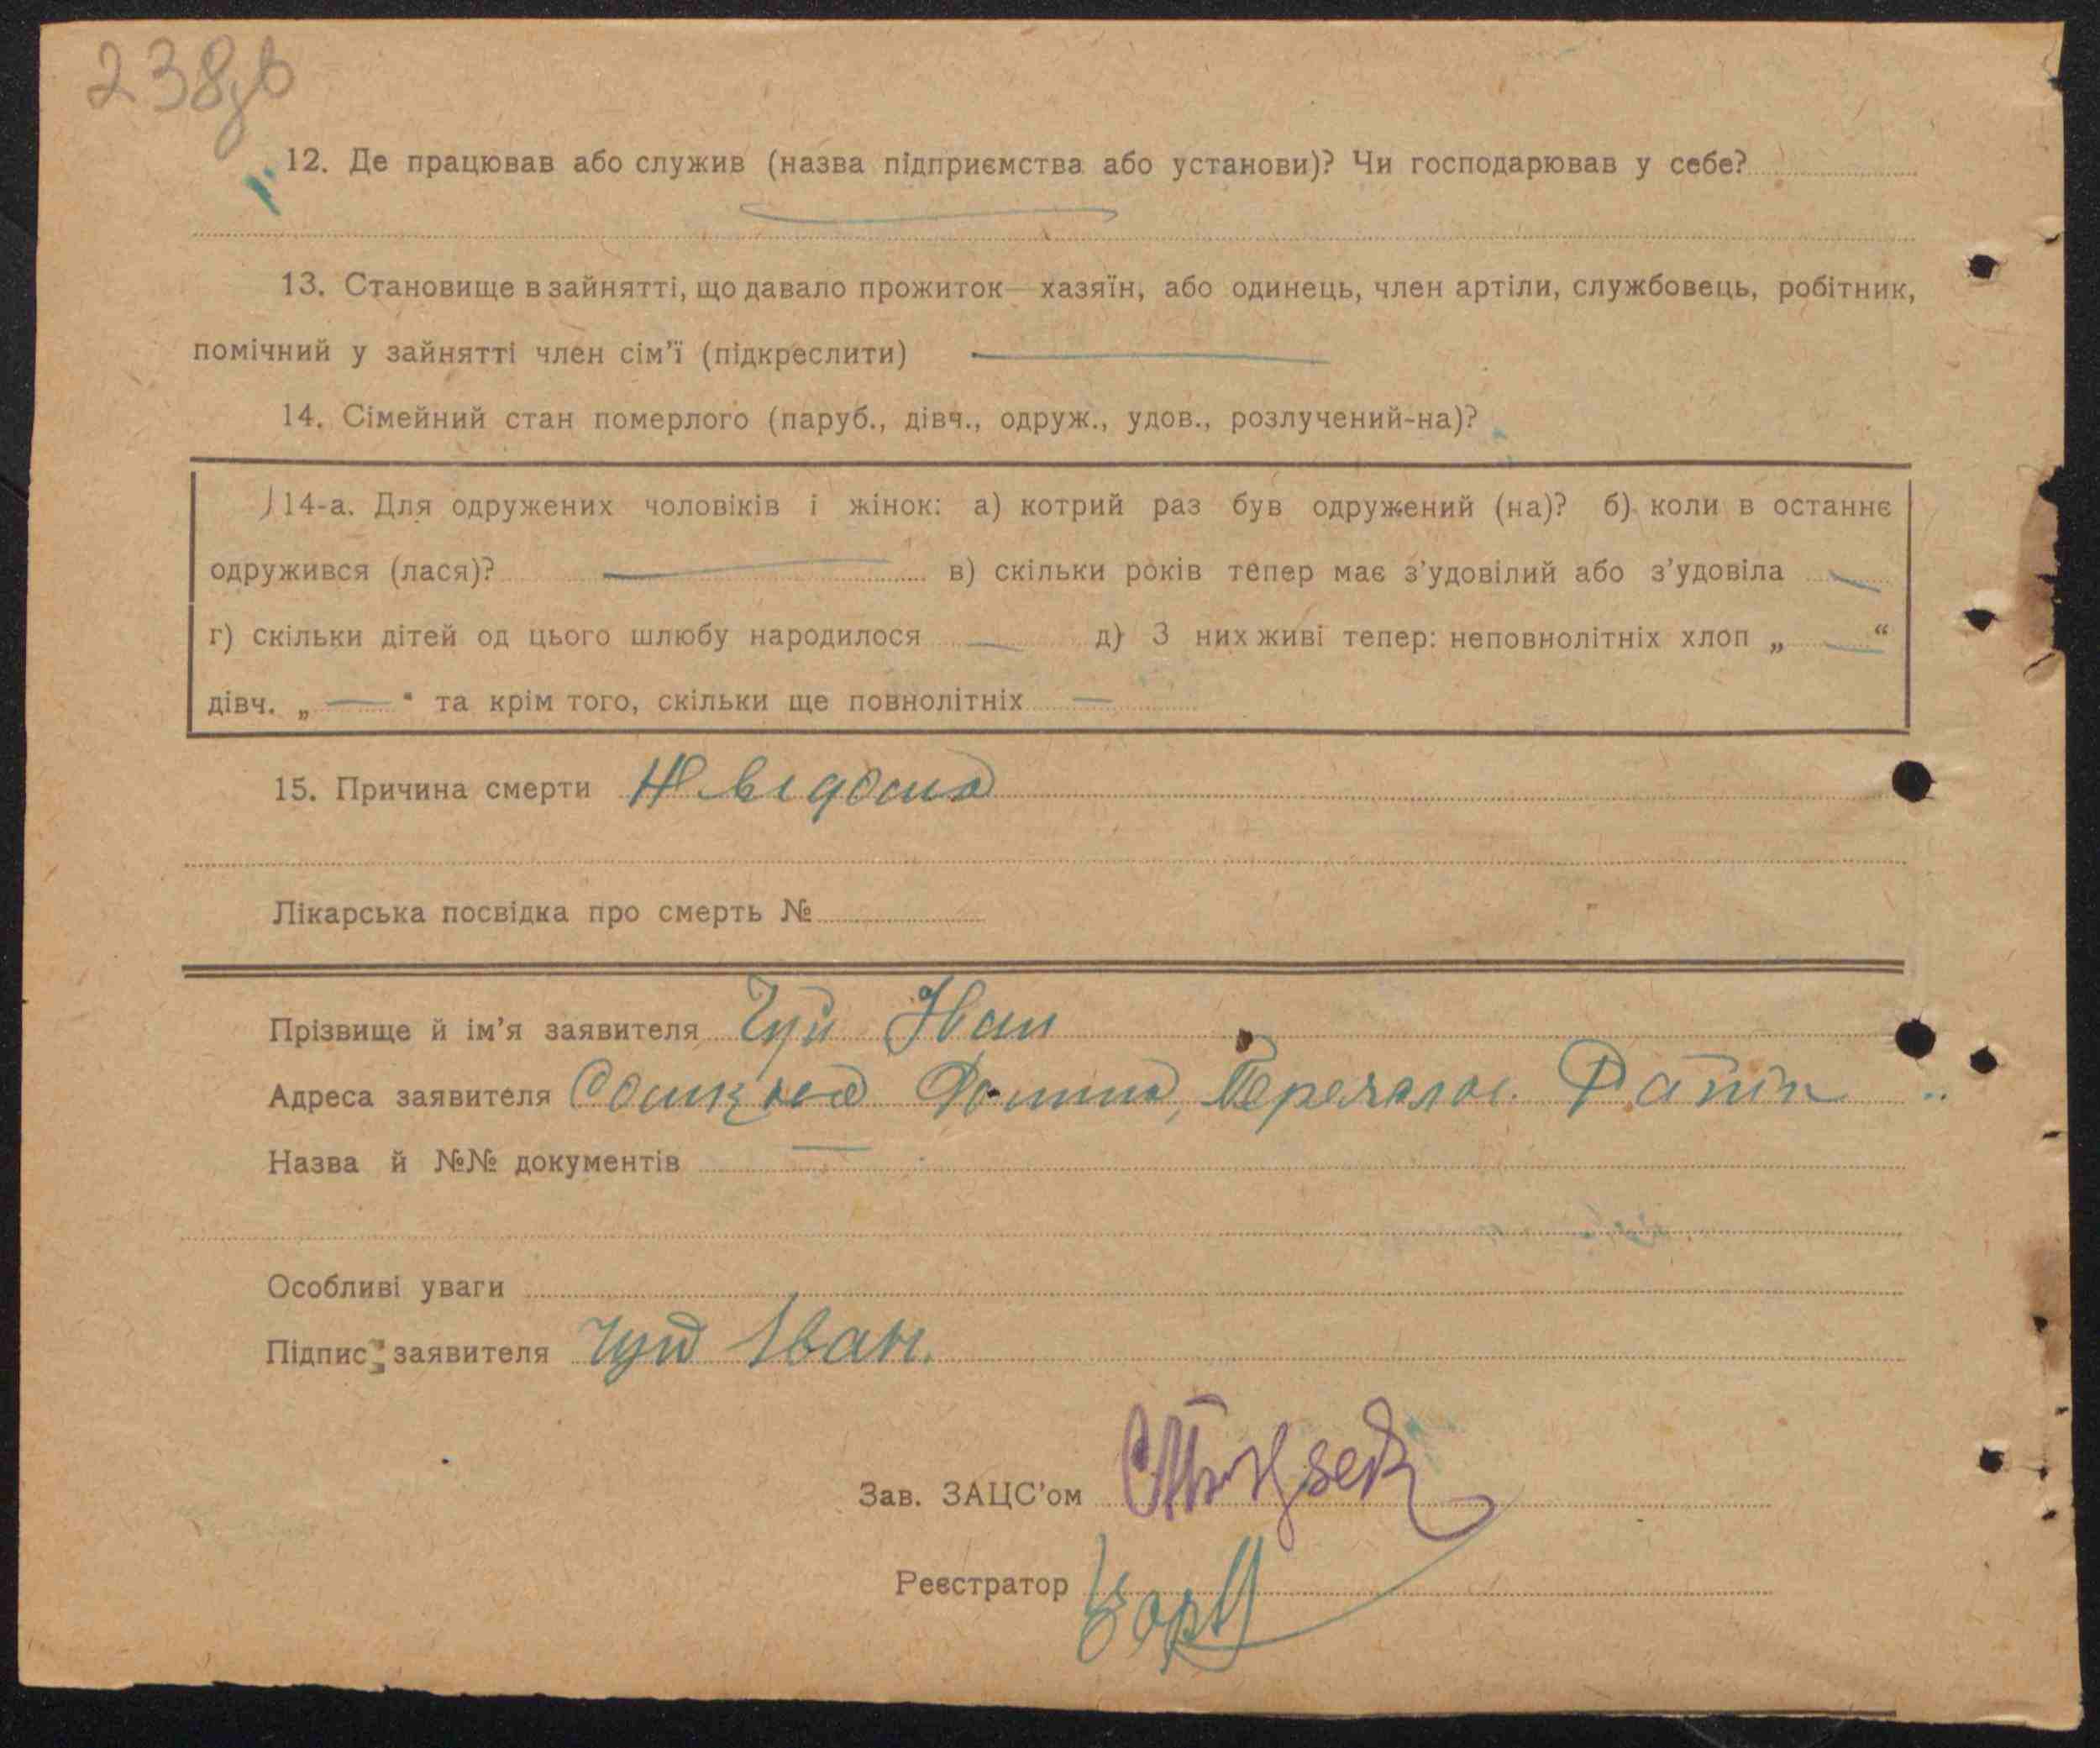 238зв
12. Де працював або служив (назва підприємства або установи)? Чи господарював у себе?
13. Становище в зайнятті, що давало прожиток—хазяїн, або одинець, член артіли, службовець, робітник,
помічний у зайнятті член сім’ї (підкреслити)
14. Сімейний стан померлого (паруб., дівч., одруж., удов., розлучений-на)?
14-а. Для одружених чоловіків і жінок: а) котрий раз був одружений (на)? б) коли в останнє
одружився (лася)? — в) скільки років тепер має з’удовілий або з’удовіла —
г) скільки дітей од цього шлюбу народилося — д) З них живі тепер: неповнолітніх хлоп „ — “
дівч. „ — “ та крім того, скільки ще повнолітніх —
15. Причина смерти Невідома
Лікарська посвідка про смерть №
Прізвище й ім’я заявителя Чуй Іван
Адреса заявителя
Назва й №№ документів —
Особливі уваги
Підпис заявителя Чуй Іван.
Зав. ЗАЦС’ом
Реєстратор